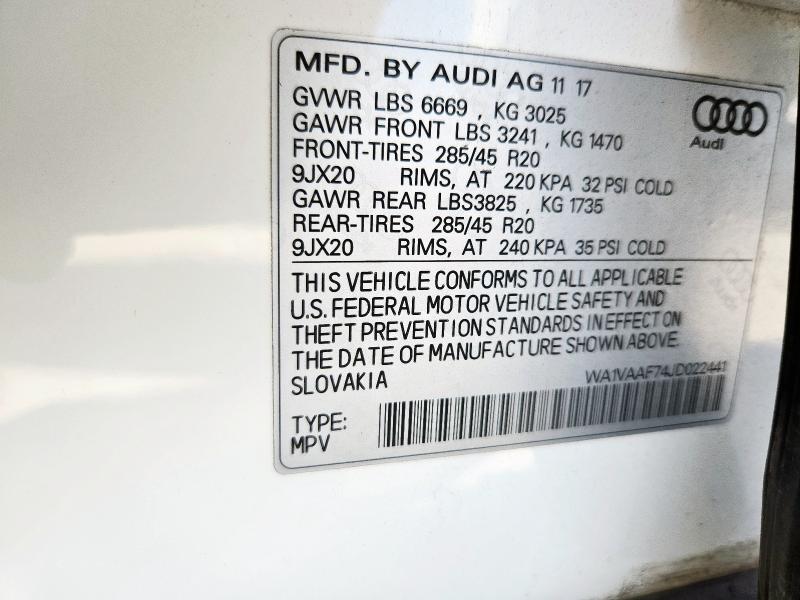 MFD. BY AUDI AG 11 17
GVWR LBS 6669 , KG 3025
GAWR FRONT LBS 3241 , KG 1470
FRONT-TIRES 285/45 R20
9JX20 RIMS, AT 220 KPA 32 PSI COLD
GAWR REAR LBS3825 , KG 1735
REAR-TIRES 285/45 R20
9JX20 RIMS, AT 240 KPA 35 PSI COLD
Audi
THIS VEHICLE CONFORMS TO ALL APPLICABLE
U.S. FEDERAL MOTOR VEHICLE SAFETY AND
THEFT PREVENTION STANDARDS IN EFFECT ON
THE DATE OF MANUFACTURE SHOWN ABOVE.
SLOVAKIA
WA1VAAF74JD022441
TYPE:
MPV